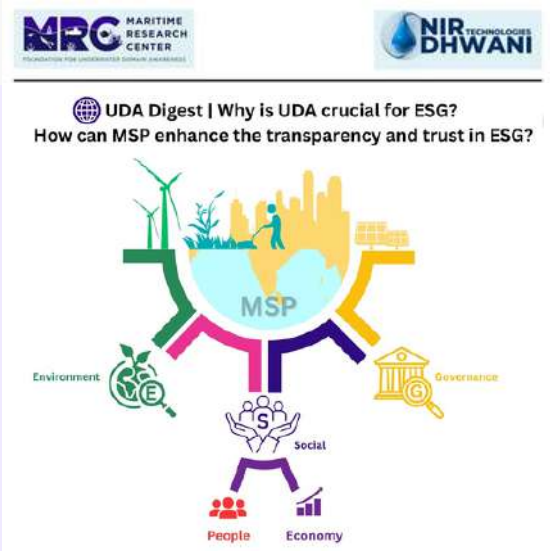 MRC
MARITIME
RESEARCH
CENTER
FOUNDATION FOR UNDERWATER DOMAIN AWARENESS
NIR
TECHNOLOGIES
DHWANI
UDA Digest | Why is UDA crucial for ESG?
How can MSP enhance the transparency and trust in ESG?
MSP
Environment
E
Governance
G
S
Social
People
Economy